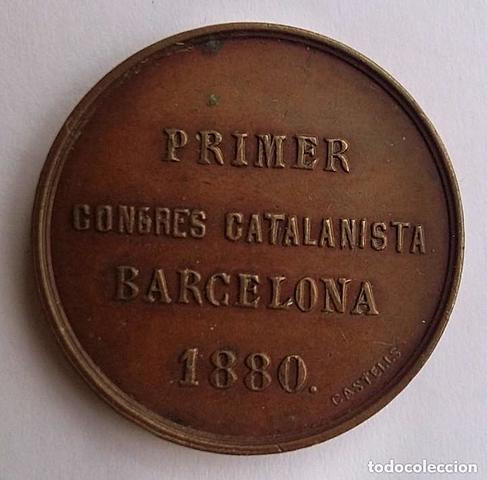 PRIMER
CONGRES CATALANISTA
BARCELONA
1880.
CASTELLS
todocoleccion